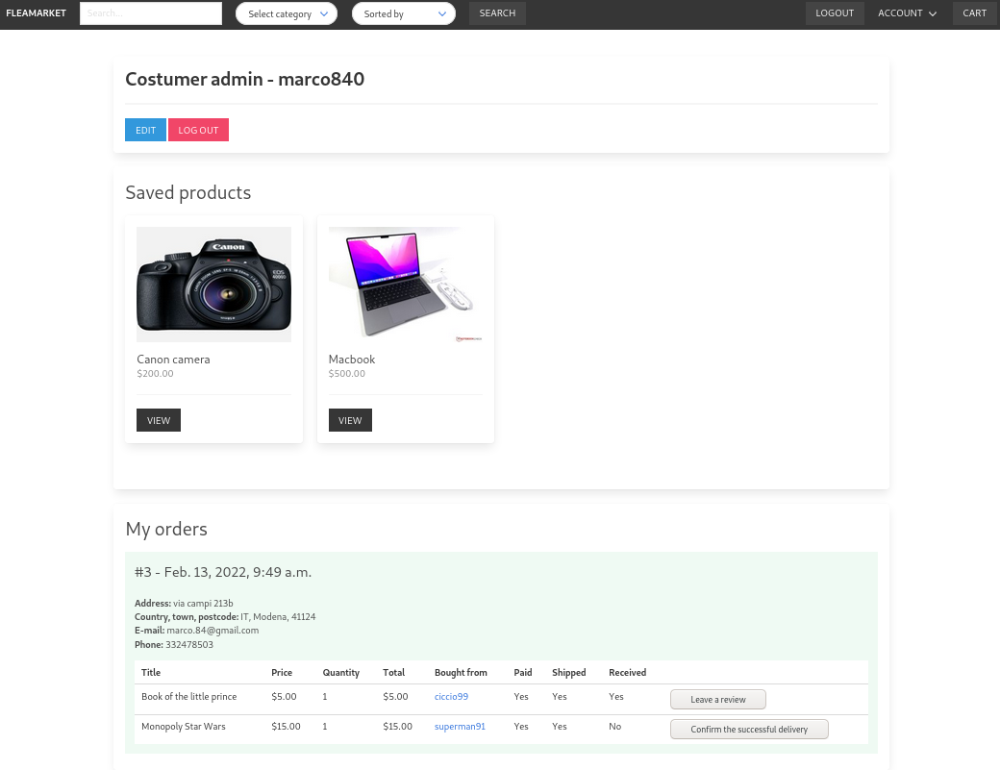 FLEAMARKET Search... Select category Sorted by SEARCH LOGOUT ACCOUNT CART
Costumer admin - marco840
EDIT LOG OUT
Saved products
Canon
EOS
4000D
Canon camera
$200.00
VIEW
Macbook
$500.00
VIEW
My orders
#3 - Feb. 13, 2022, 9:49 a.m.
Address: via campi 213b
Country, town, postcode: IT, Modena, 41124
E-mail: marco.84@gmail.com
Phone: 332478503
Title Price Quantity Total Bought from Paid Shipped Received
Book of the little prince $5.00 1 $5.00 ciccio99 Yes Yes Yes Leave a review
Monopoly Star Wars $15.00 1 $15.00 superman91 Yes Yes No Confirm the successful delivery